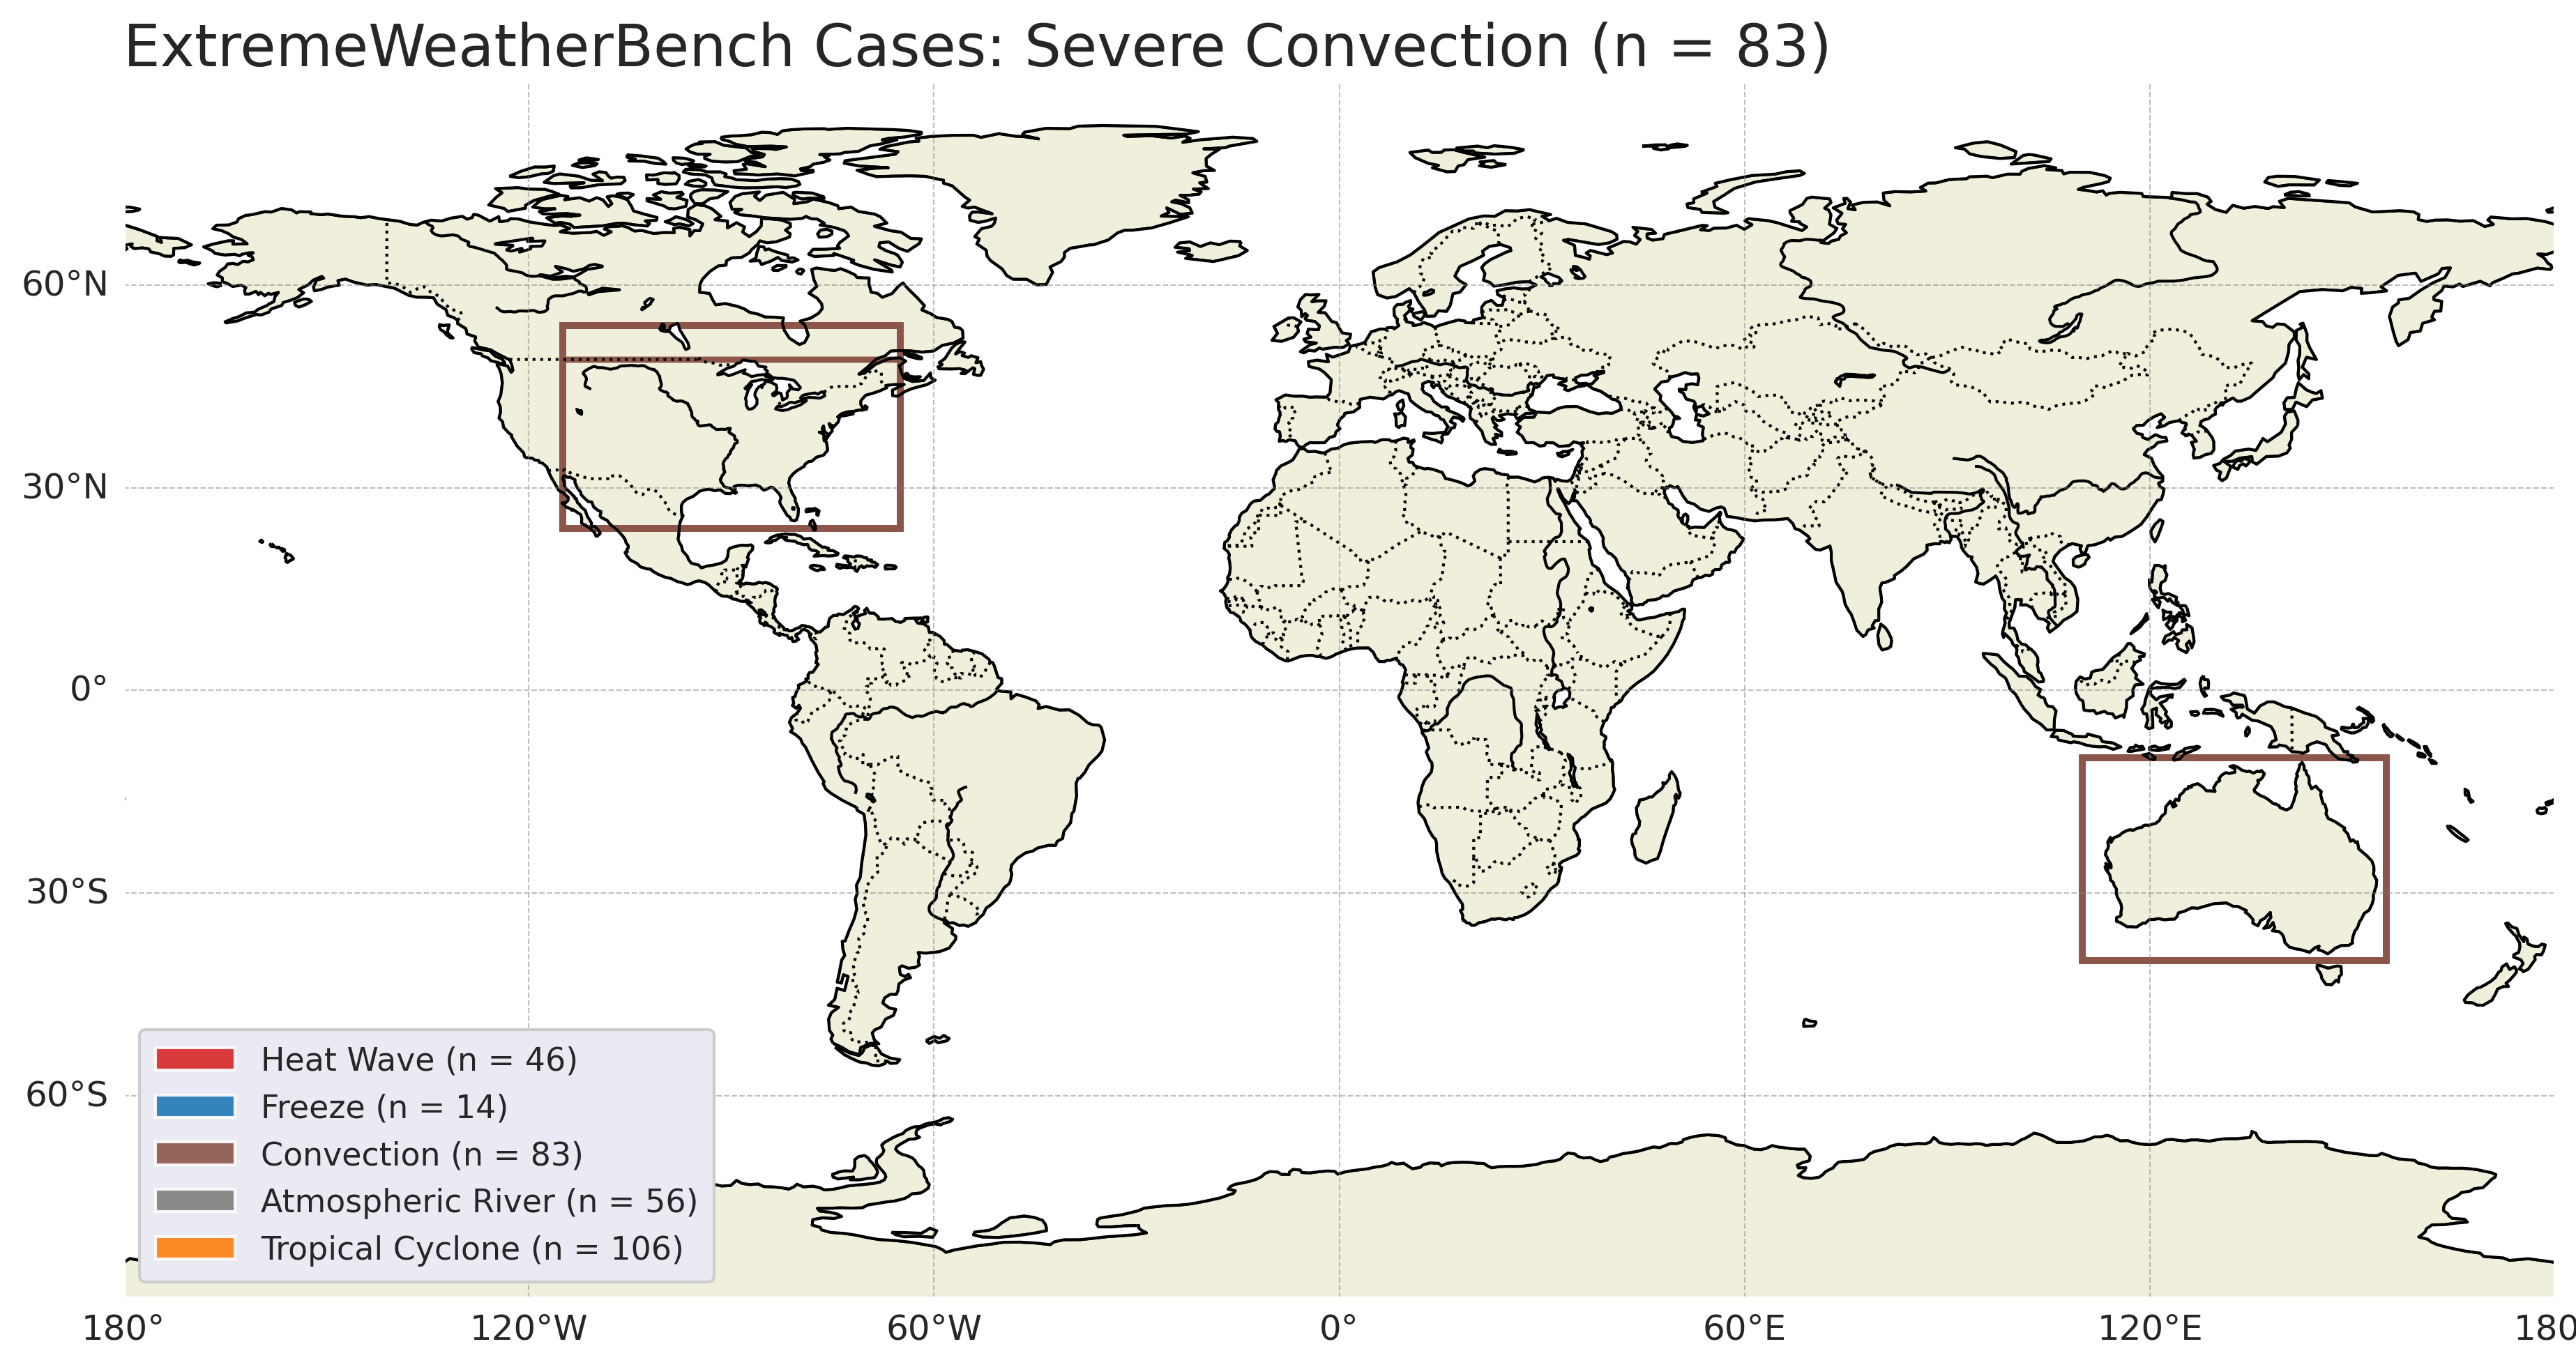 ExtremeWeatherBench Cases: Severe Convection (n = 83)
60°N
30°N
0°
30°S
60°S
Heat Wave (n = 46)
Freeze (n = 14)
Convection (n = 83)
Atmospheric River (n = 56)
Tropical Cyclone (n = 106)
180° 120°W 60°W 0° 60°E 120°E 180